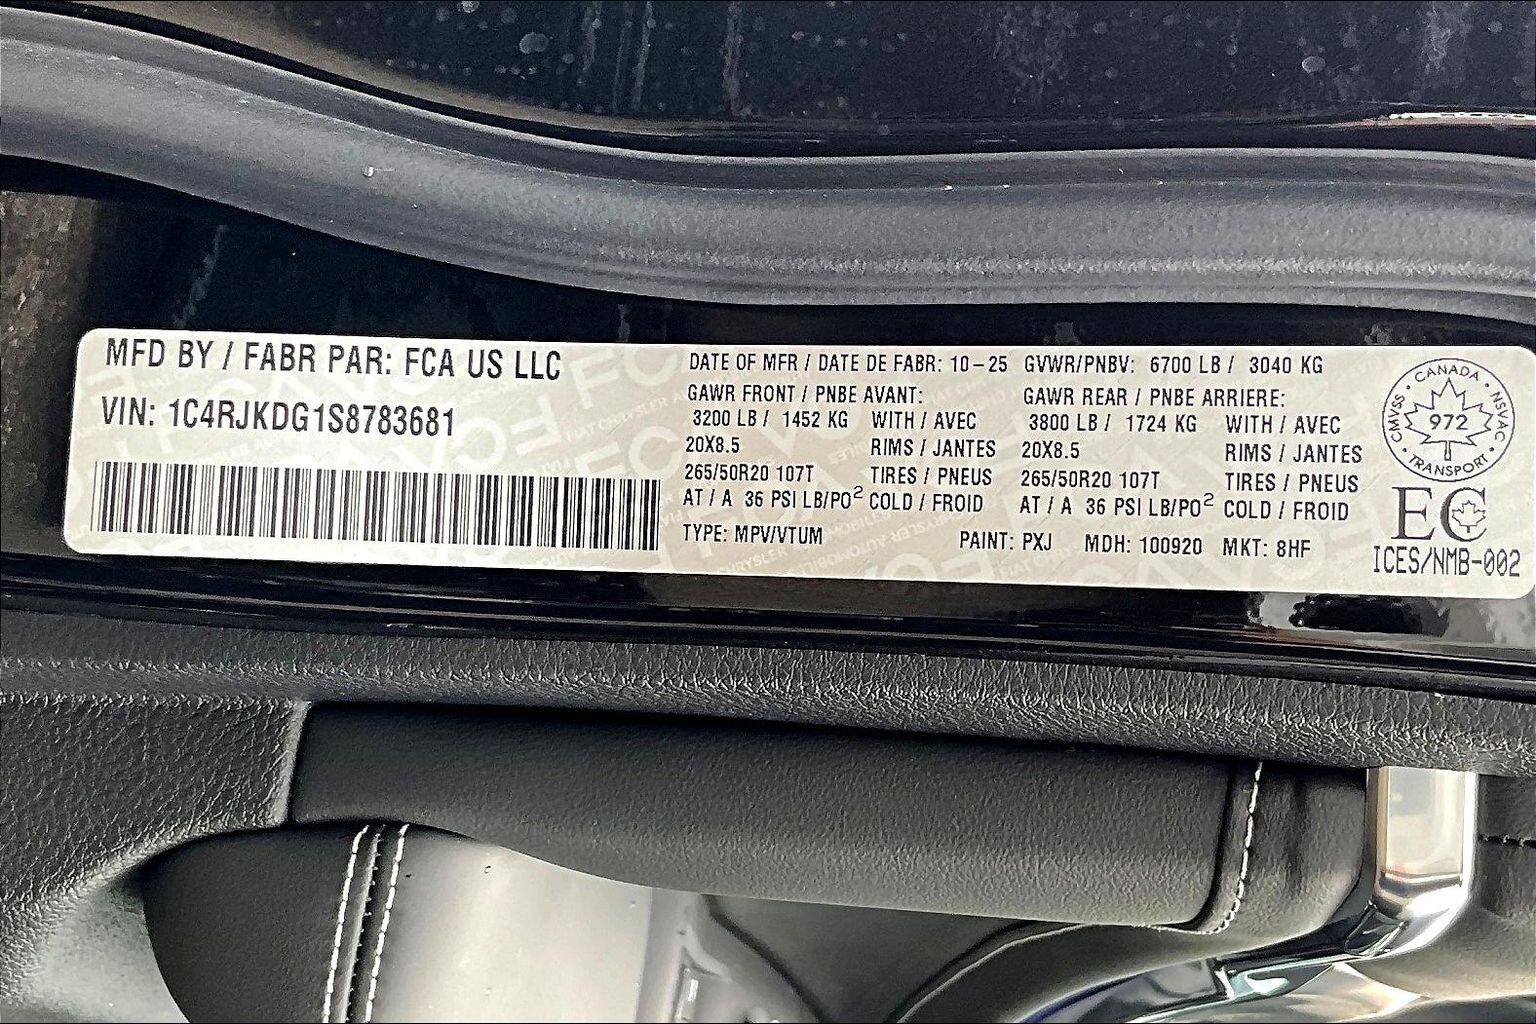 MFD BY / FABR PAR: FCA US LLC
VIN: 1C4RJKDG1S8783681
DATE OF MFR / DATE DE FABR: 10-25 GVWR/PNBV: 6700 LB / 3040 KG
GAWR FRONT / PNBE AVANT: GAWR REAR / PNBE ARRIERE:
3200 LB / 1452 KG WITH / AVEC 3800 LB / 1724 KG WITH / AVEC
20X8.5 RIMS / JANTES 20X8.5 RIMS / JANTES
265/50R20 107T TIRES / PNEUS 265/50R20 107T TIRES / PNEUS
AT / A 36 PSI LB/PO² COLD / FROID AT / A 36 PSI LB/PO² COLD / FROID
TYPE: MPV/VTUM PAINT: PXJ MDH: 100920 MKT: 8HF
CANADA
CMVSS 972 NSVAC
TRANSPORT
EC
ICES/NMB-002